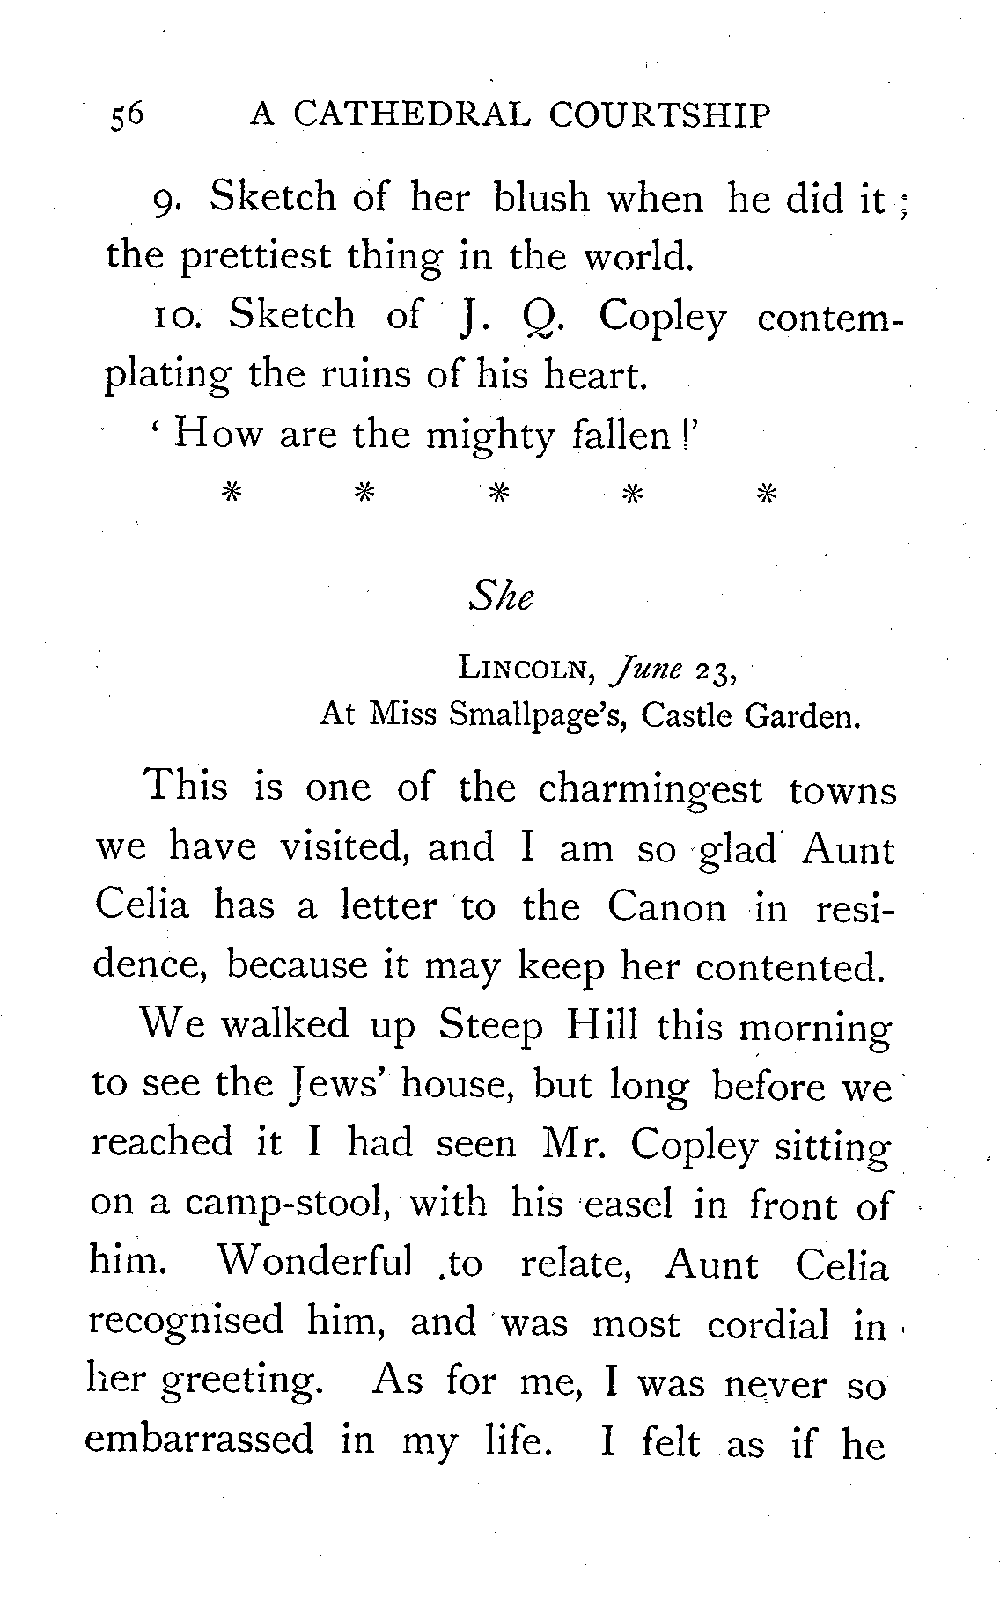 56 A CATHEDRAL COURTSHIP
9. Sketch of her blush when he did it ;
the prettiest thing in the world.
10. Sketch of J. Q. Copley contem-
plating the ruins of his heart.
‘ How are the mighty fallen !’
* * * * *
She
LINCOLN, June 23,
At Miss Smallpage’s, Castle Garden.
This is one of the charmingest towns
we have visited, and I am so glad Aunt
Celia has a letter to the Canon in resi-
dence, because it may keep her contented.
We walked up Steep Hill this morning
to see the Jews’ house, but long before we
reached it I had seen Mr. Copley sitting
on a camp-stool, with his easel in front of
him. Wonderful to relate, Aunt Celia
recognised him, and was most cordial in
her greeting. As for me, I was never so
embarrassed in my life. I felt as if he